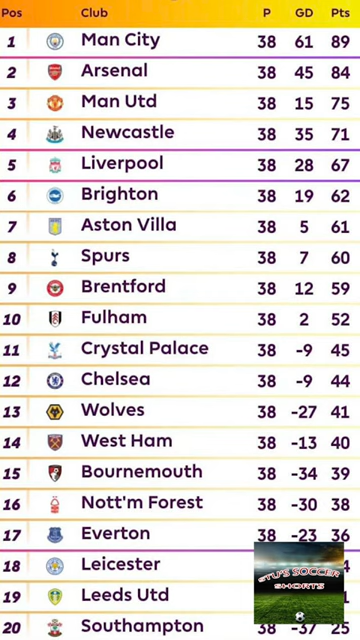 Pos Club P GD Pts
1 Man City 38 61 89
2 Arsenal 38 45 84
3 Man Utd 38 15 75
4 Newcastle 38 35 71
5 Liverpool 38 28 67
6 Brighton 38 19 62
7 Aston Villa 38 5 61
8 Spurs 38 7 60
9 Brentford 38 12 59
10 Fulham 38 2 52
11 Crystal Palace 38 -9 45
12 Chelsea 38 -9 44
13 Wolves 38 -27 41
14 West Ham 38 -13 40
15 Bournemouth 38 -34 39
16 Nott'm Forest 38 -30 38
17 Everton 38 -23 36
18 Leicester 4
19 Leeds Utd 1
20 Southampton 38 -37 25
STU'S SOCCER
SHORTS